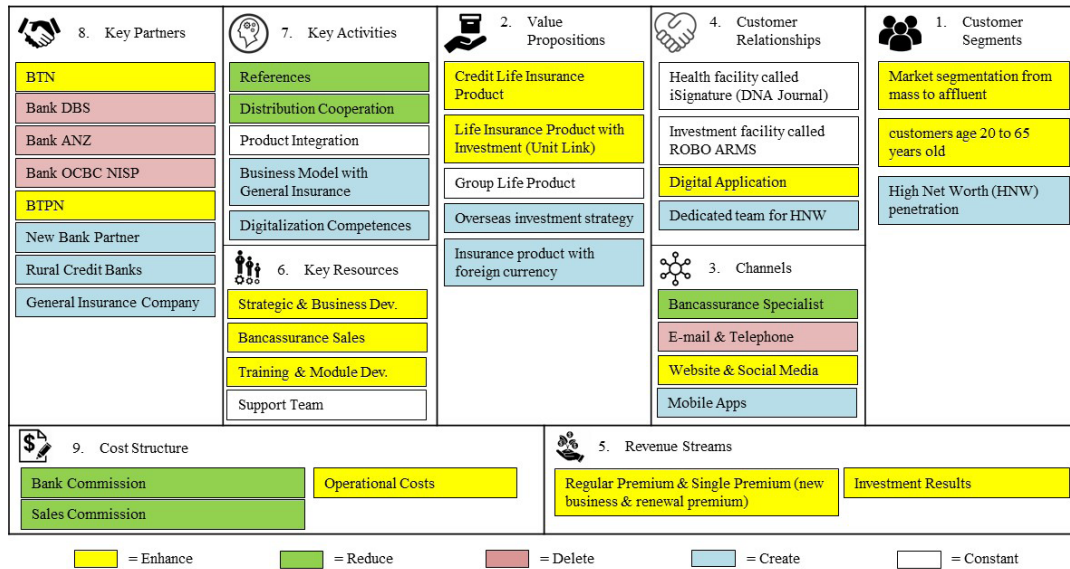 8. Key Partners
BTN
Bank DBS
Bank ANZ
Bank OCBC NISP
BTPN
New Bank Partner
Rural Credit Banks
General Insurance Company
7. Key Activities
References
Distribution Cooperation
Product Integration
Business Model with
General Insurance
Digitalization Competences
6. Key Resources
Strategic & Business Dev.
Bancassurance Sales
Training & Module Dev.
Support Team
2. Value
Propositions
Credit Life Insurance
Product
Life Insurance Product with
Investment (Unit Link)
Group Life Product
Overseas investment strategy
Insurance product with
foreign currency
4. Customer
Relationships
Health facility called
iSignature (DNA Journal)
Investment facility called
ROBO ARMS
Digital Application
Dedicated team for HNW
3. Channels
Bancassurance Specialist
E-mail & Telephone
Website & Social Media
Mobile Apps
1. Customer
Segments
Market segmentation from
mass to affluent
customers age 20 to 65
years old
High Net Worth (HNW)
penetration
$
9. Cost Structure
Bank Commission
Sales Commission
Operational Costs
5. Revenue Streams
Regular Premium & Single Premium (new
business & renewal premium)
Investment Results
= Enhance
= Reduce
= Delete
= Create
= Constant